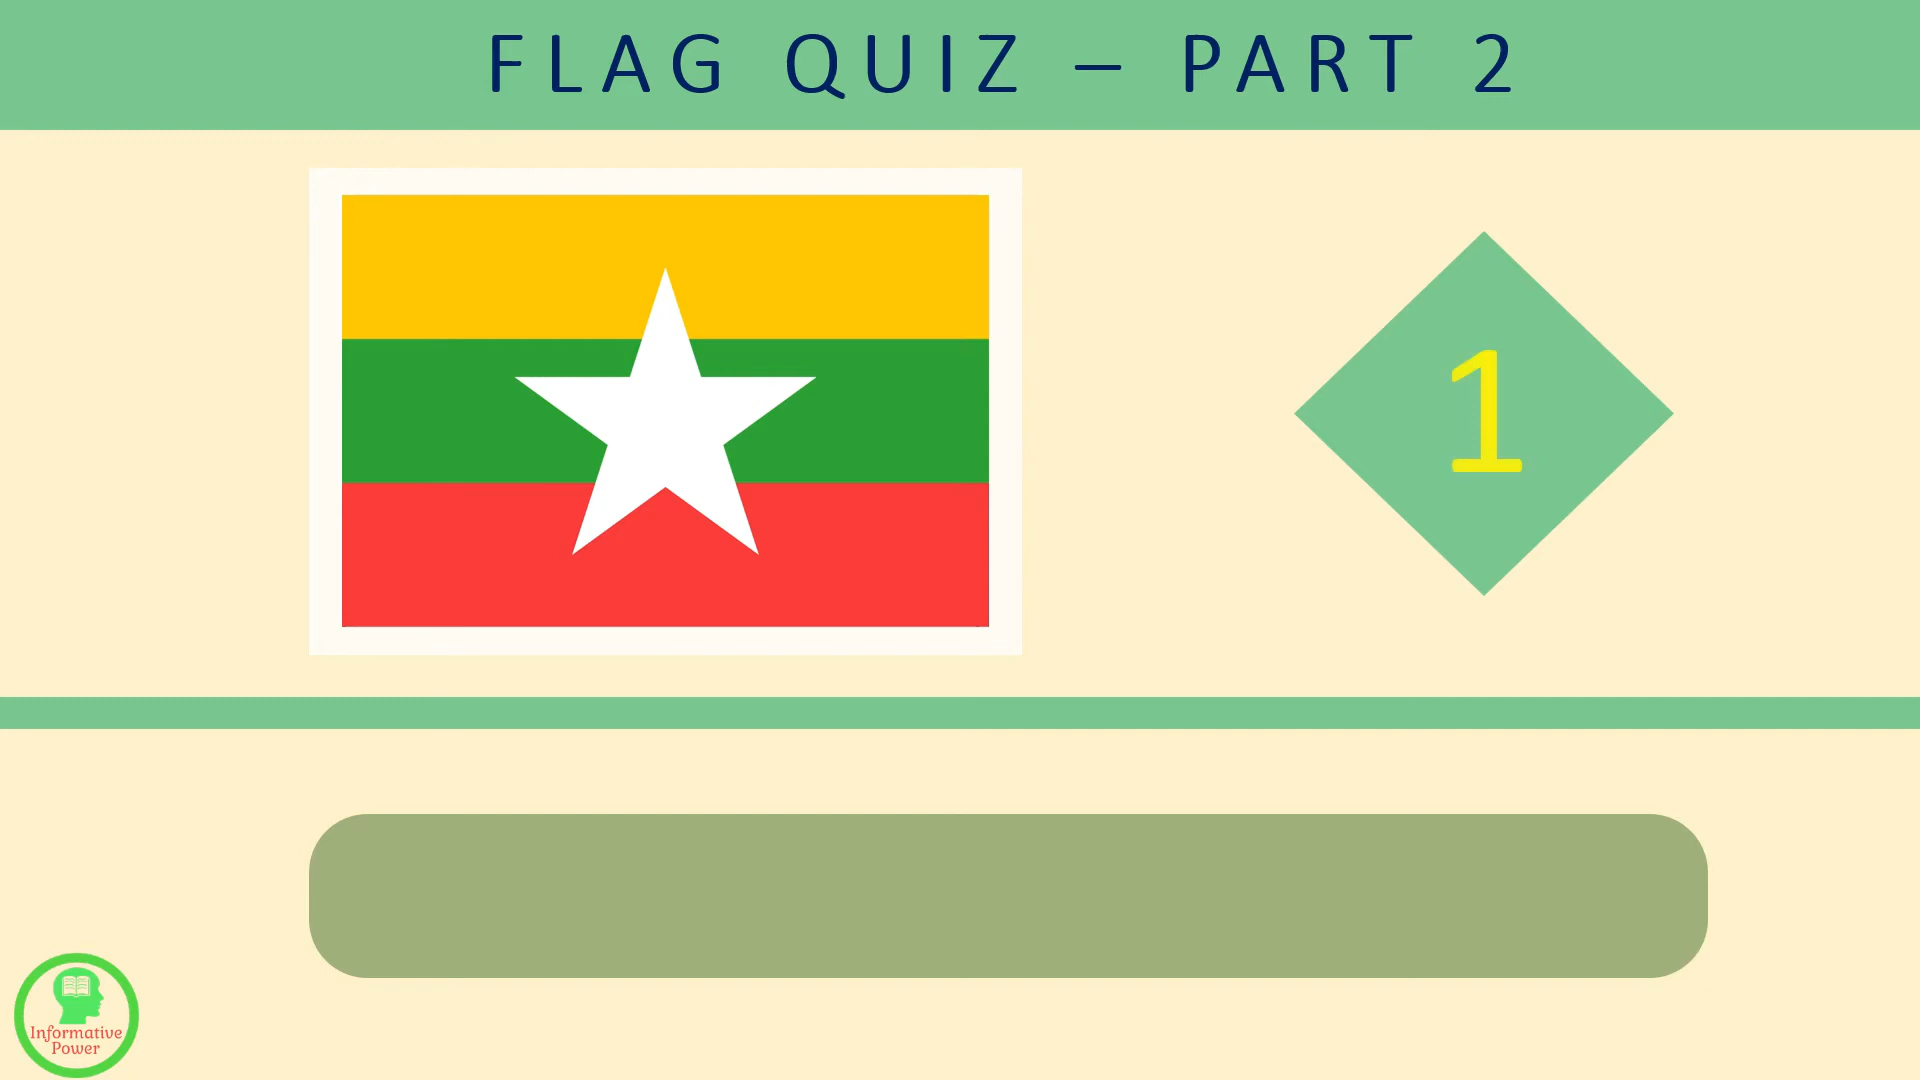 FLAG QUIZ – PART 2
1
Informative
Power